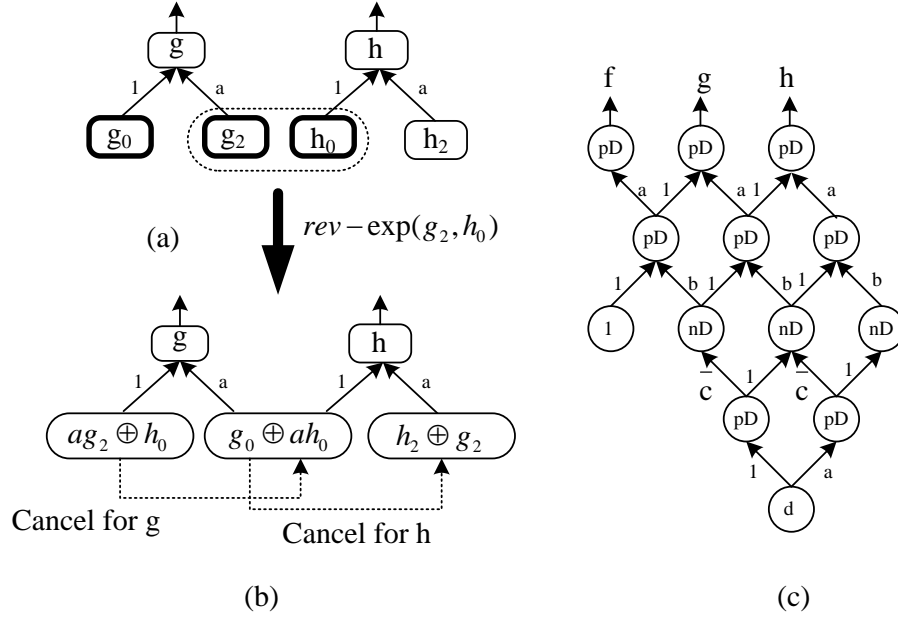 g h
1 a 1 a
g₀ g₂ h₀ h₂
(a)
rev – exp(g₂, h₀)
g h
1 a 1 a
ag₂ ⊕ h₀ g₀ ⊕ ah₀ h₂ ⊕ g₂
Cancel for g
Cancel for h
(b)
f g h
pD pD pD
a 1 a 1 a
pD pD pD
1 b 1 b 1 b
1 nD nD nD
c̅ 1 c̅ 1
pD pD
1 a
d
(c)